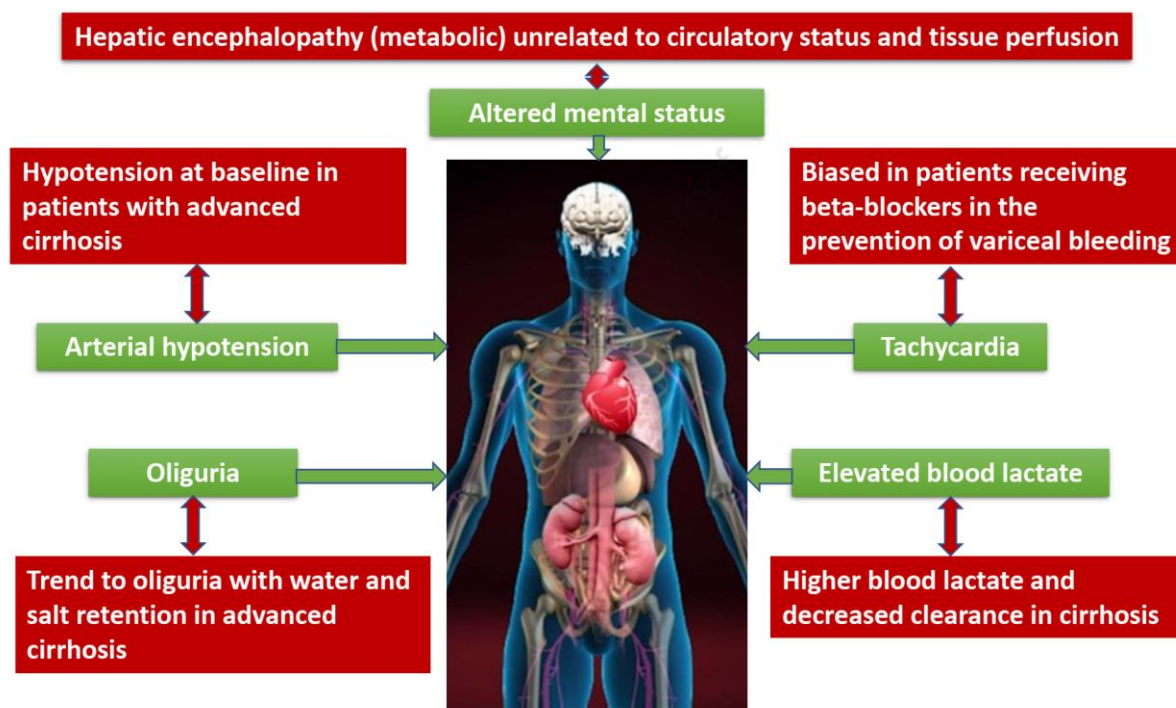 Hepatic encephalopathy (metabolic) unrelated to circulatory status and tissue perfusion
Altered mental status
Hypotension at baseline in
patients with advanced
cirrhosis
Biased in patients receiving
beta-blockers in the
prevention of variceal bleeding
Arterial hypotension
Tachycardia
Oliguria
Elevated blood lactate
Trend to oliguria with water and
salt retention in advanced
cirrhosis
Higher blood lactate and
decreased clearance in cirrhosis